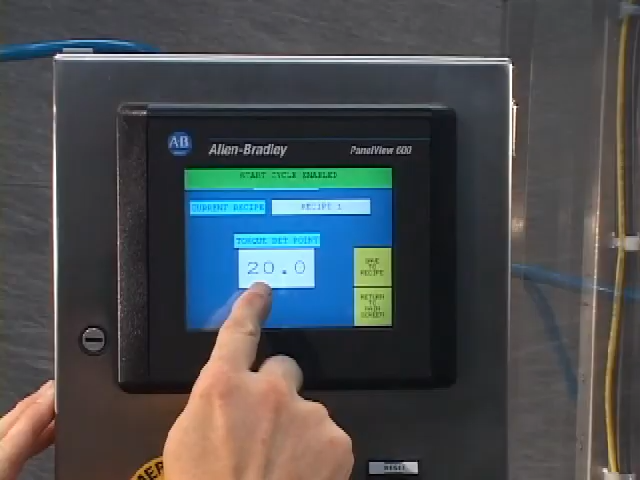 AB
Allen-Bradley
PanelView 600
START CYCLE ENABLED
CURRENT RECIPE
RECIPE 1
TORQUE SET POINT
20.0
SAVE
TO
RECIPE
RETURN
TO
MAIN
SCREEN
RESET